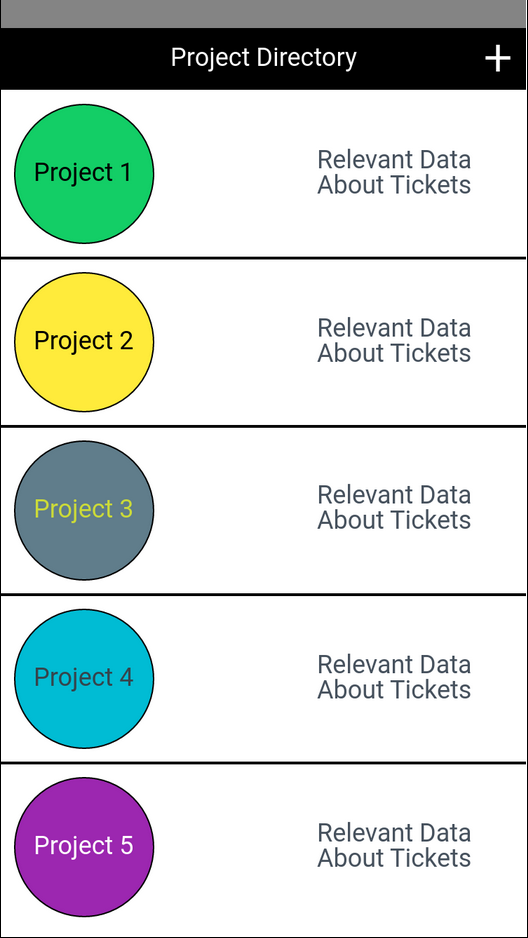 Project Directory +
Project 1
Relevant Data
About Tickets
Project 2
Relevant Data
About Tickets
Project 3
Relevant Data
About Tickets
Project 4
Relevant Data
About Tickets
Project 5
Relevant Data
About Tickets